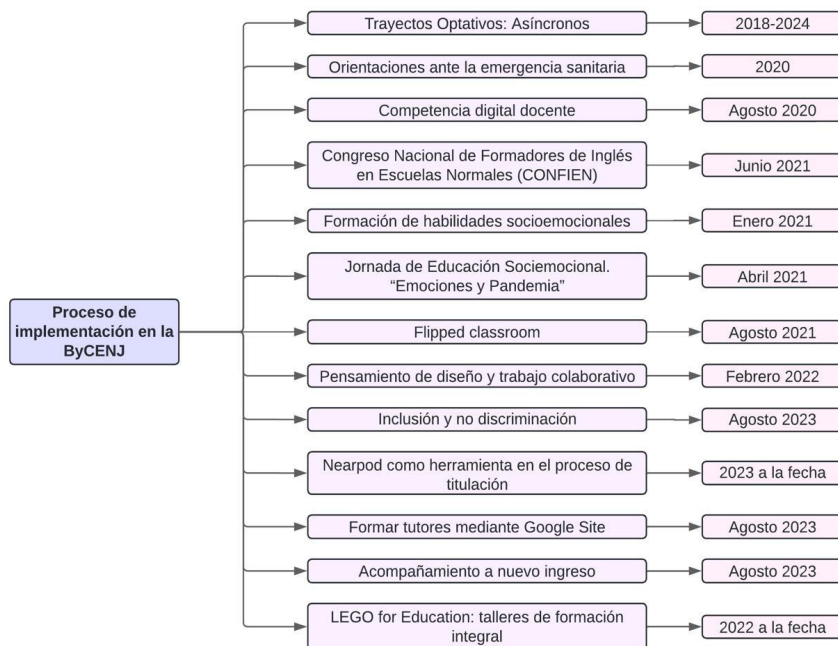 Trayectos Optativos: Asíncronos
2018-2024
Orientaciones ante la emergencia sanitaria
2020
Competencia digital docente
Agosto 2020
Congreso Nacional de Formadores de Inglés
en Escuelas Normales (CONFIEN)
Junio 2021
Formación de habilidades socioemocionales
Enero 2021
Jornada de Educación Sociemocional.
“Emociones y Pandemia”
Abril 2021
Proceso de
implementación en la
ByCENJ
Flipped classroom
Agosto 2021
Pensamiento de diseño y trabajo colaborativo
Febrero 2022
Inclusión y no discriminación
Agosto 2023
Nearpod como herramienta en el proceso de
titulación
2023 a la fecha
Formar tutores mediante Google Site
Agosto 2023
Acompañamiento a nuevo ingreso
Agosto 2023
LEGO for Education: talleres de formación
integral
2022 a la fecha